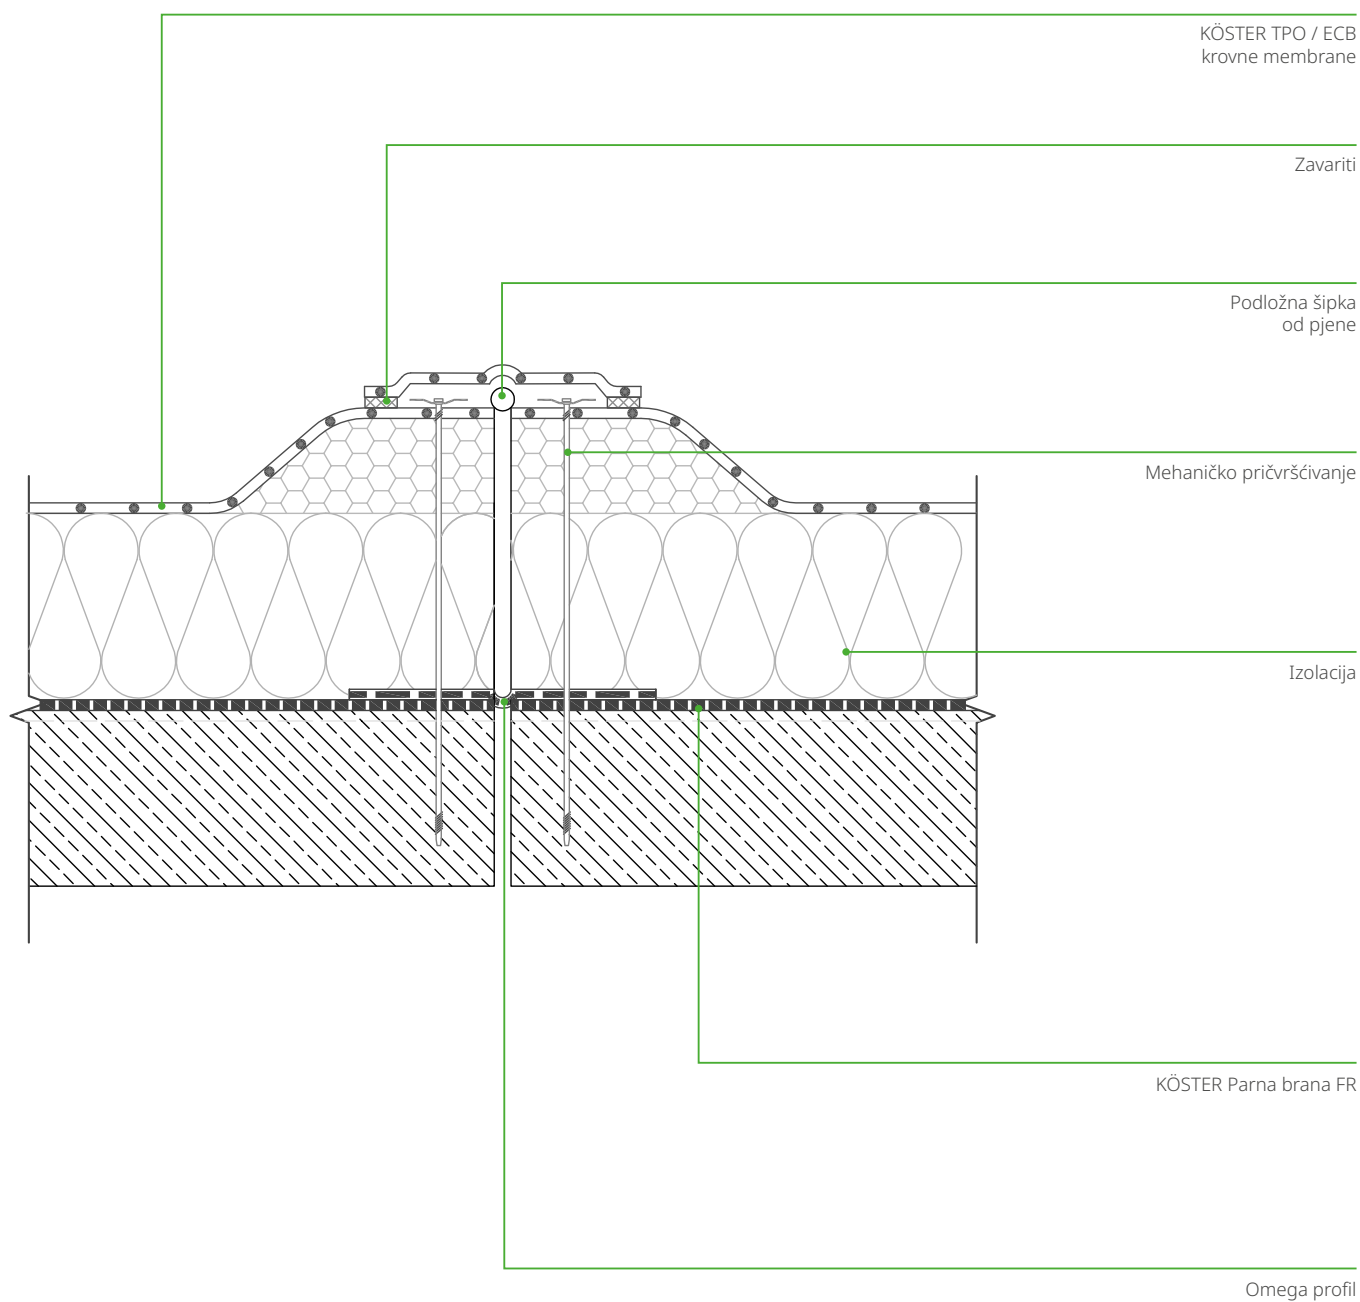 KÖSTER TPO / ECB
krovne membrane
Zavariti
Podložna šipka
od pjene
Mehaničko pričvršćivanje
Izolacija
KÖSTER Parna brana FR
Omega profil